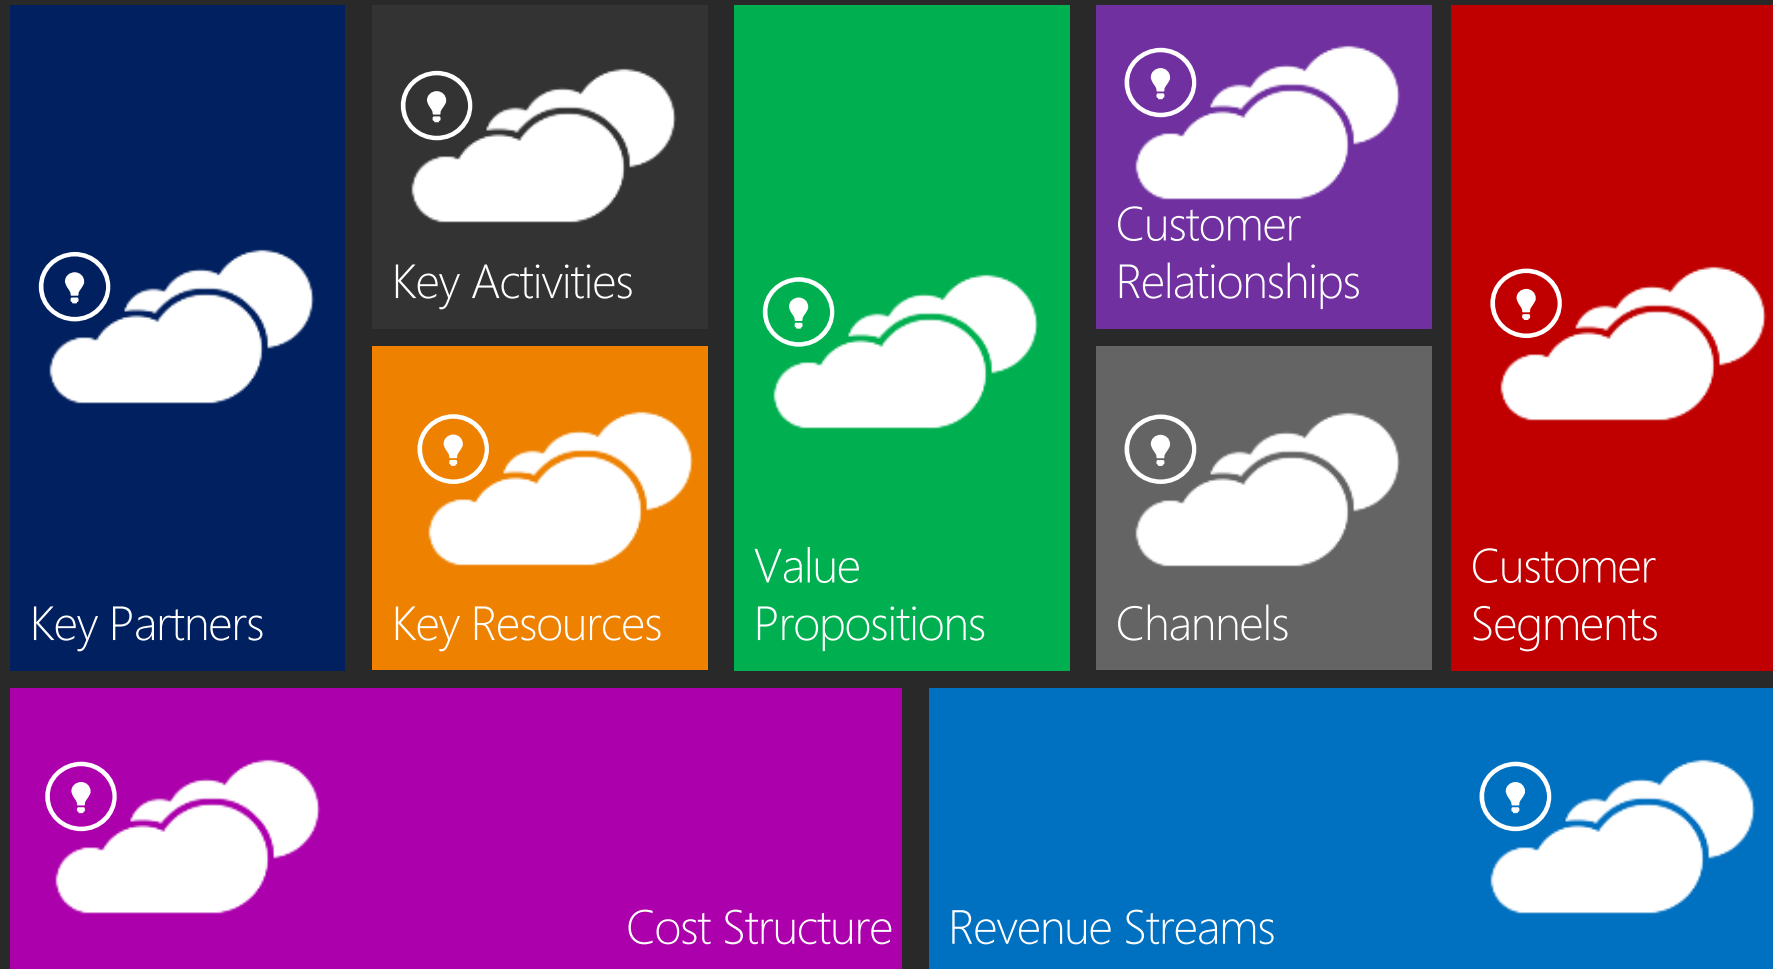 Key Partners
Key Activities
Key Resources
Value
Propositions
Customer
Relationships
Channels
Customer
Segments
Cost Structure
Revenue Streams